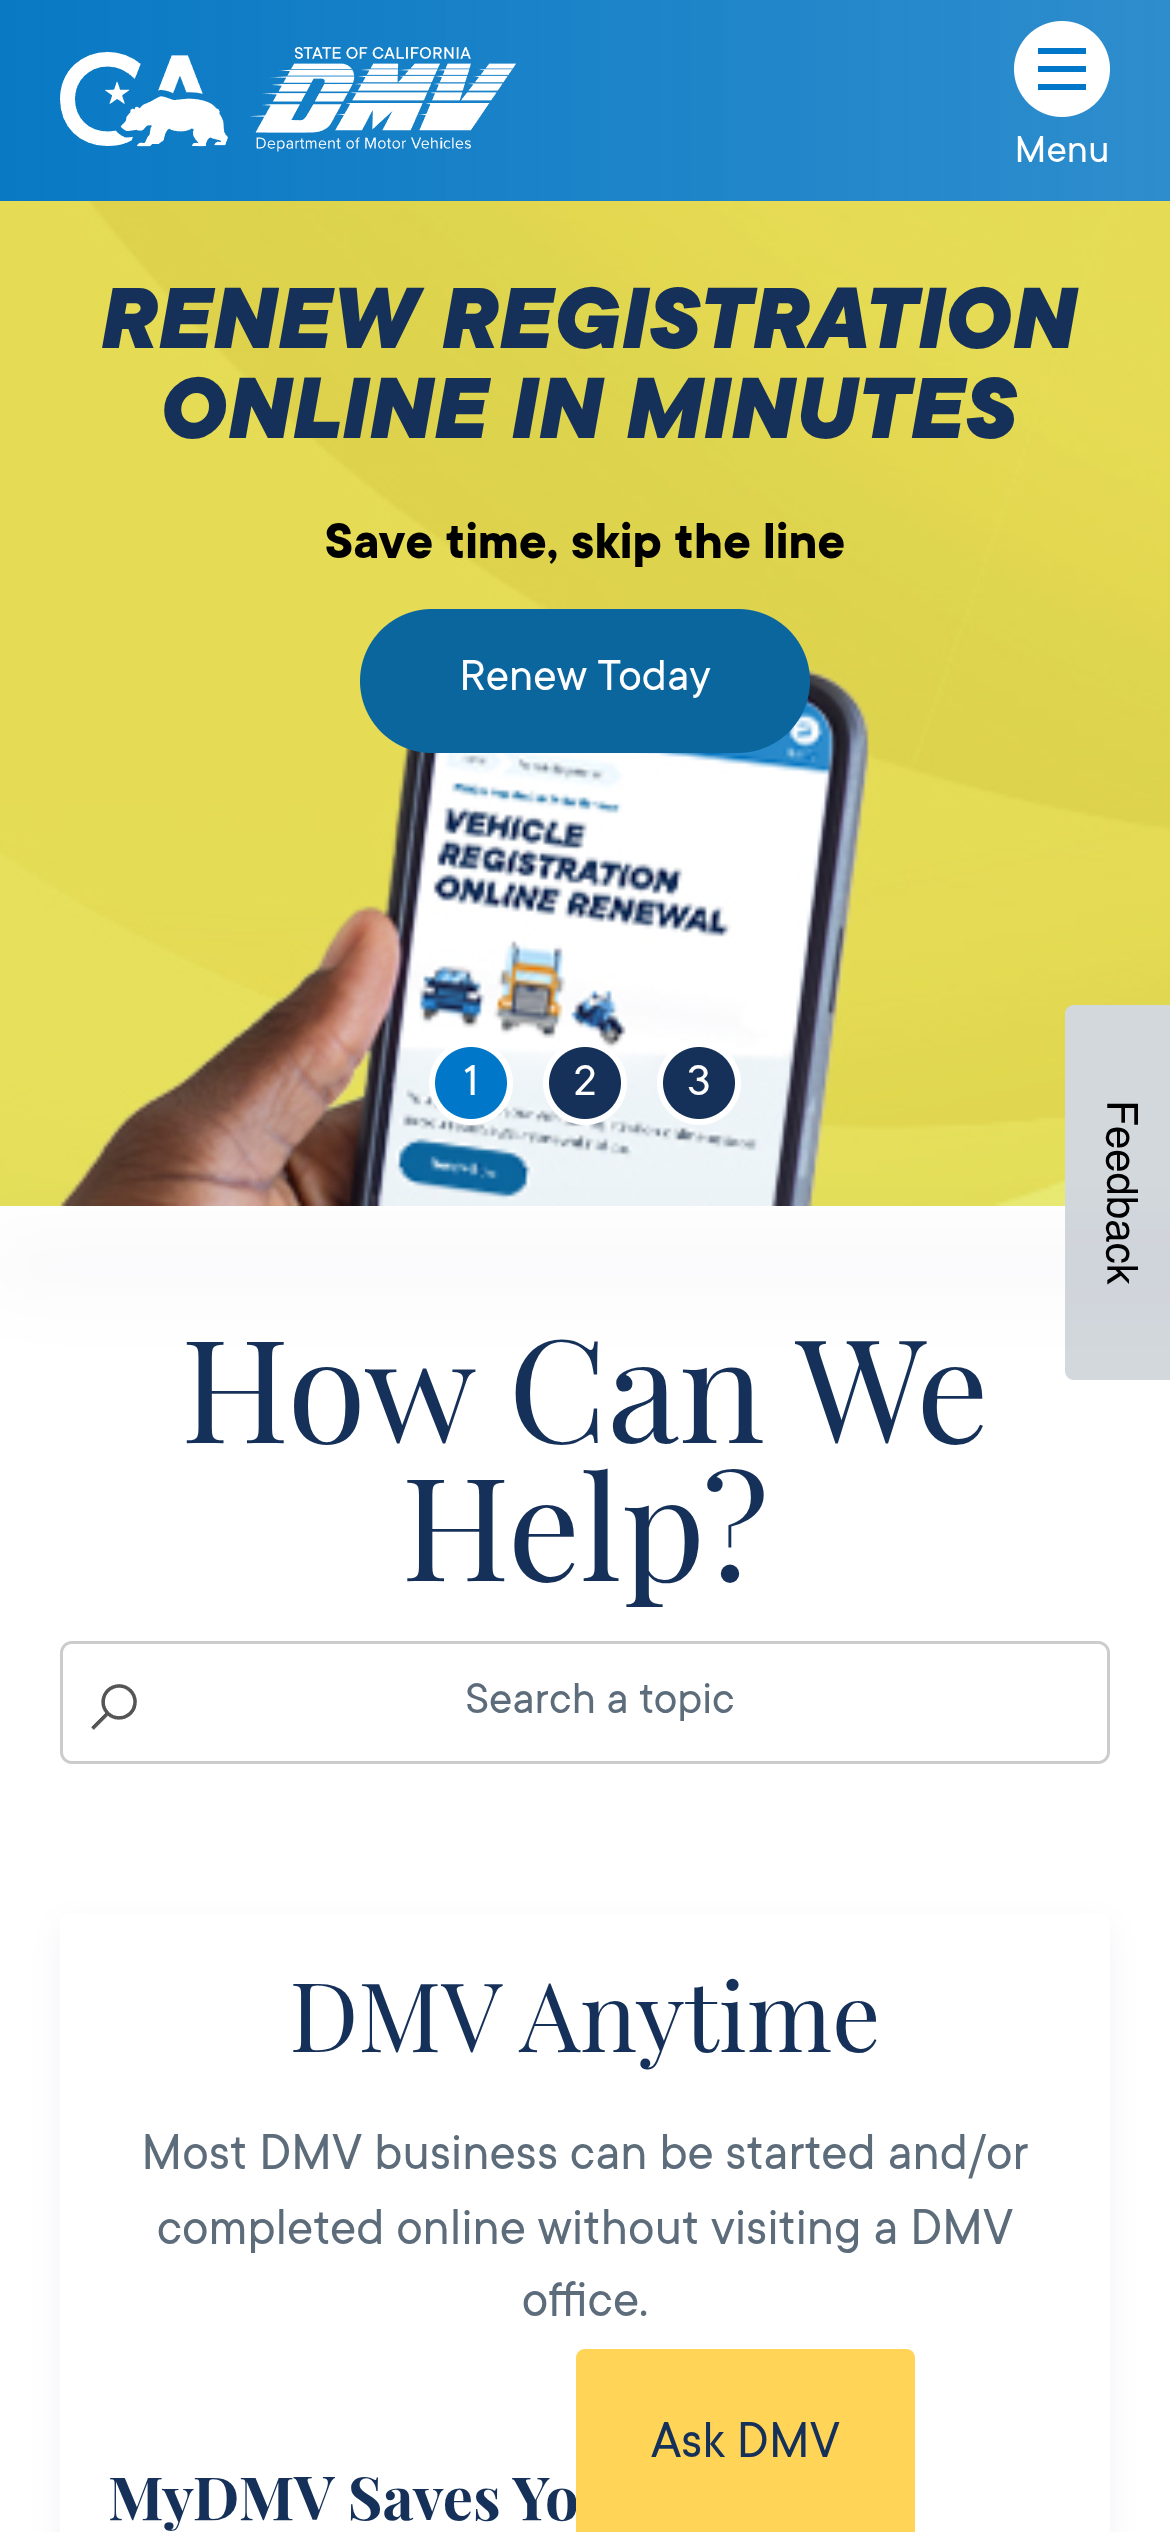 CA
STATE OF CALIFORNIA
DMV
Department of Motor Vehicles
Menu
RENEW REGISTRATION
ONLINE IN MINUTES
Save time, skip the line
Renew Today
VEHICLE
REGISTRATION
ONLINE RENEWAL
1 2 3
Feedback
How Can We
Help?
Search a topic
DMV Anytime
Most DMV business can be started and/or
completed online without visiting a DMV
office.
Ask DMV
MyDMV Saves Yo